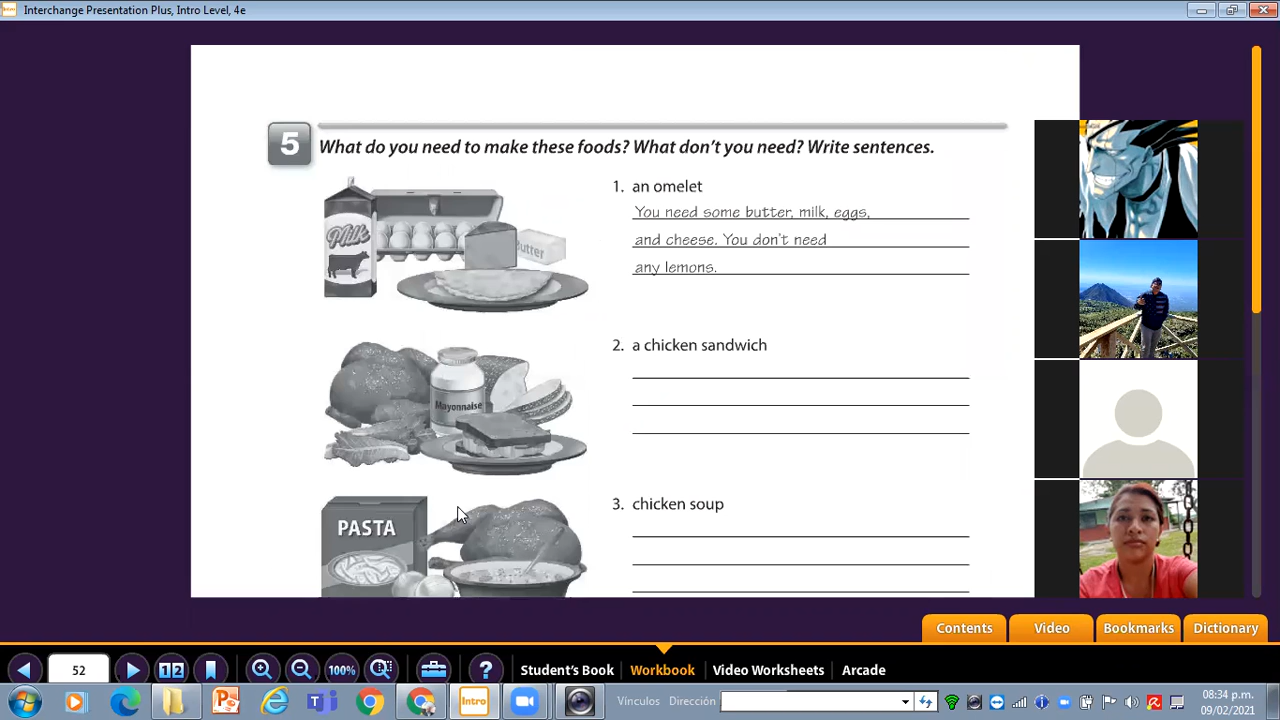 Interchange Presentation Plus, Intro Level, 4e
5 What do you need to make these foods? What don't you need? Write sentences.
Milk
Butter
1. an omelet
You need some butter, milk, eggs,
and cheese. You don't need
any lemons.
Mayonnaise
2. a chicken sandwich
PASTA
3. chicken soup
Contents Video Bookmarks Dictionary
52 12 100% ? Student's Book Workbook Video Worksheets Arcade
Intro Vínculos Dirección 08:34 p.m.
09/02/2021